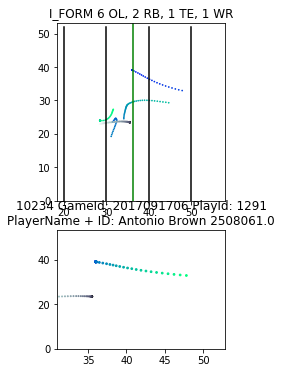 I_FORM 6 OL, 2 RB, 1 TE, 1 WR
50
40
30
20
10
0
20 30 40 50
10234 GameId: 2017091706 PlayId: 1291
PlayerName + ID: Antonio Brown 2508061.0
40
20
0
35 40 45 50